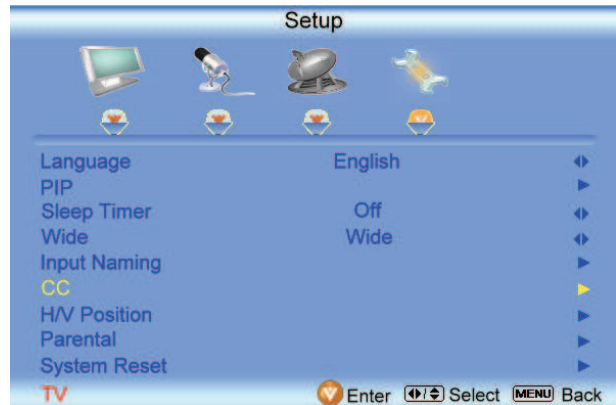 Setup
Language English
PIP
Sleep Timer Off
Wide Wide
Input Naming
CC
H/V Position
Parental
System Reset
TV Enter Select MENU Back